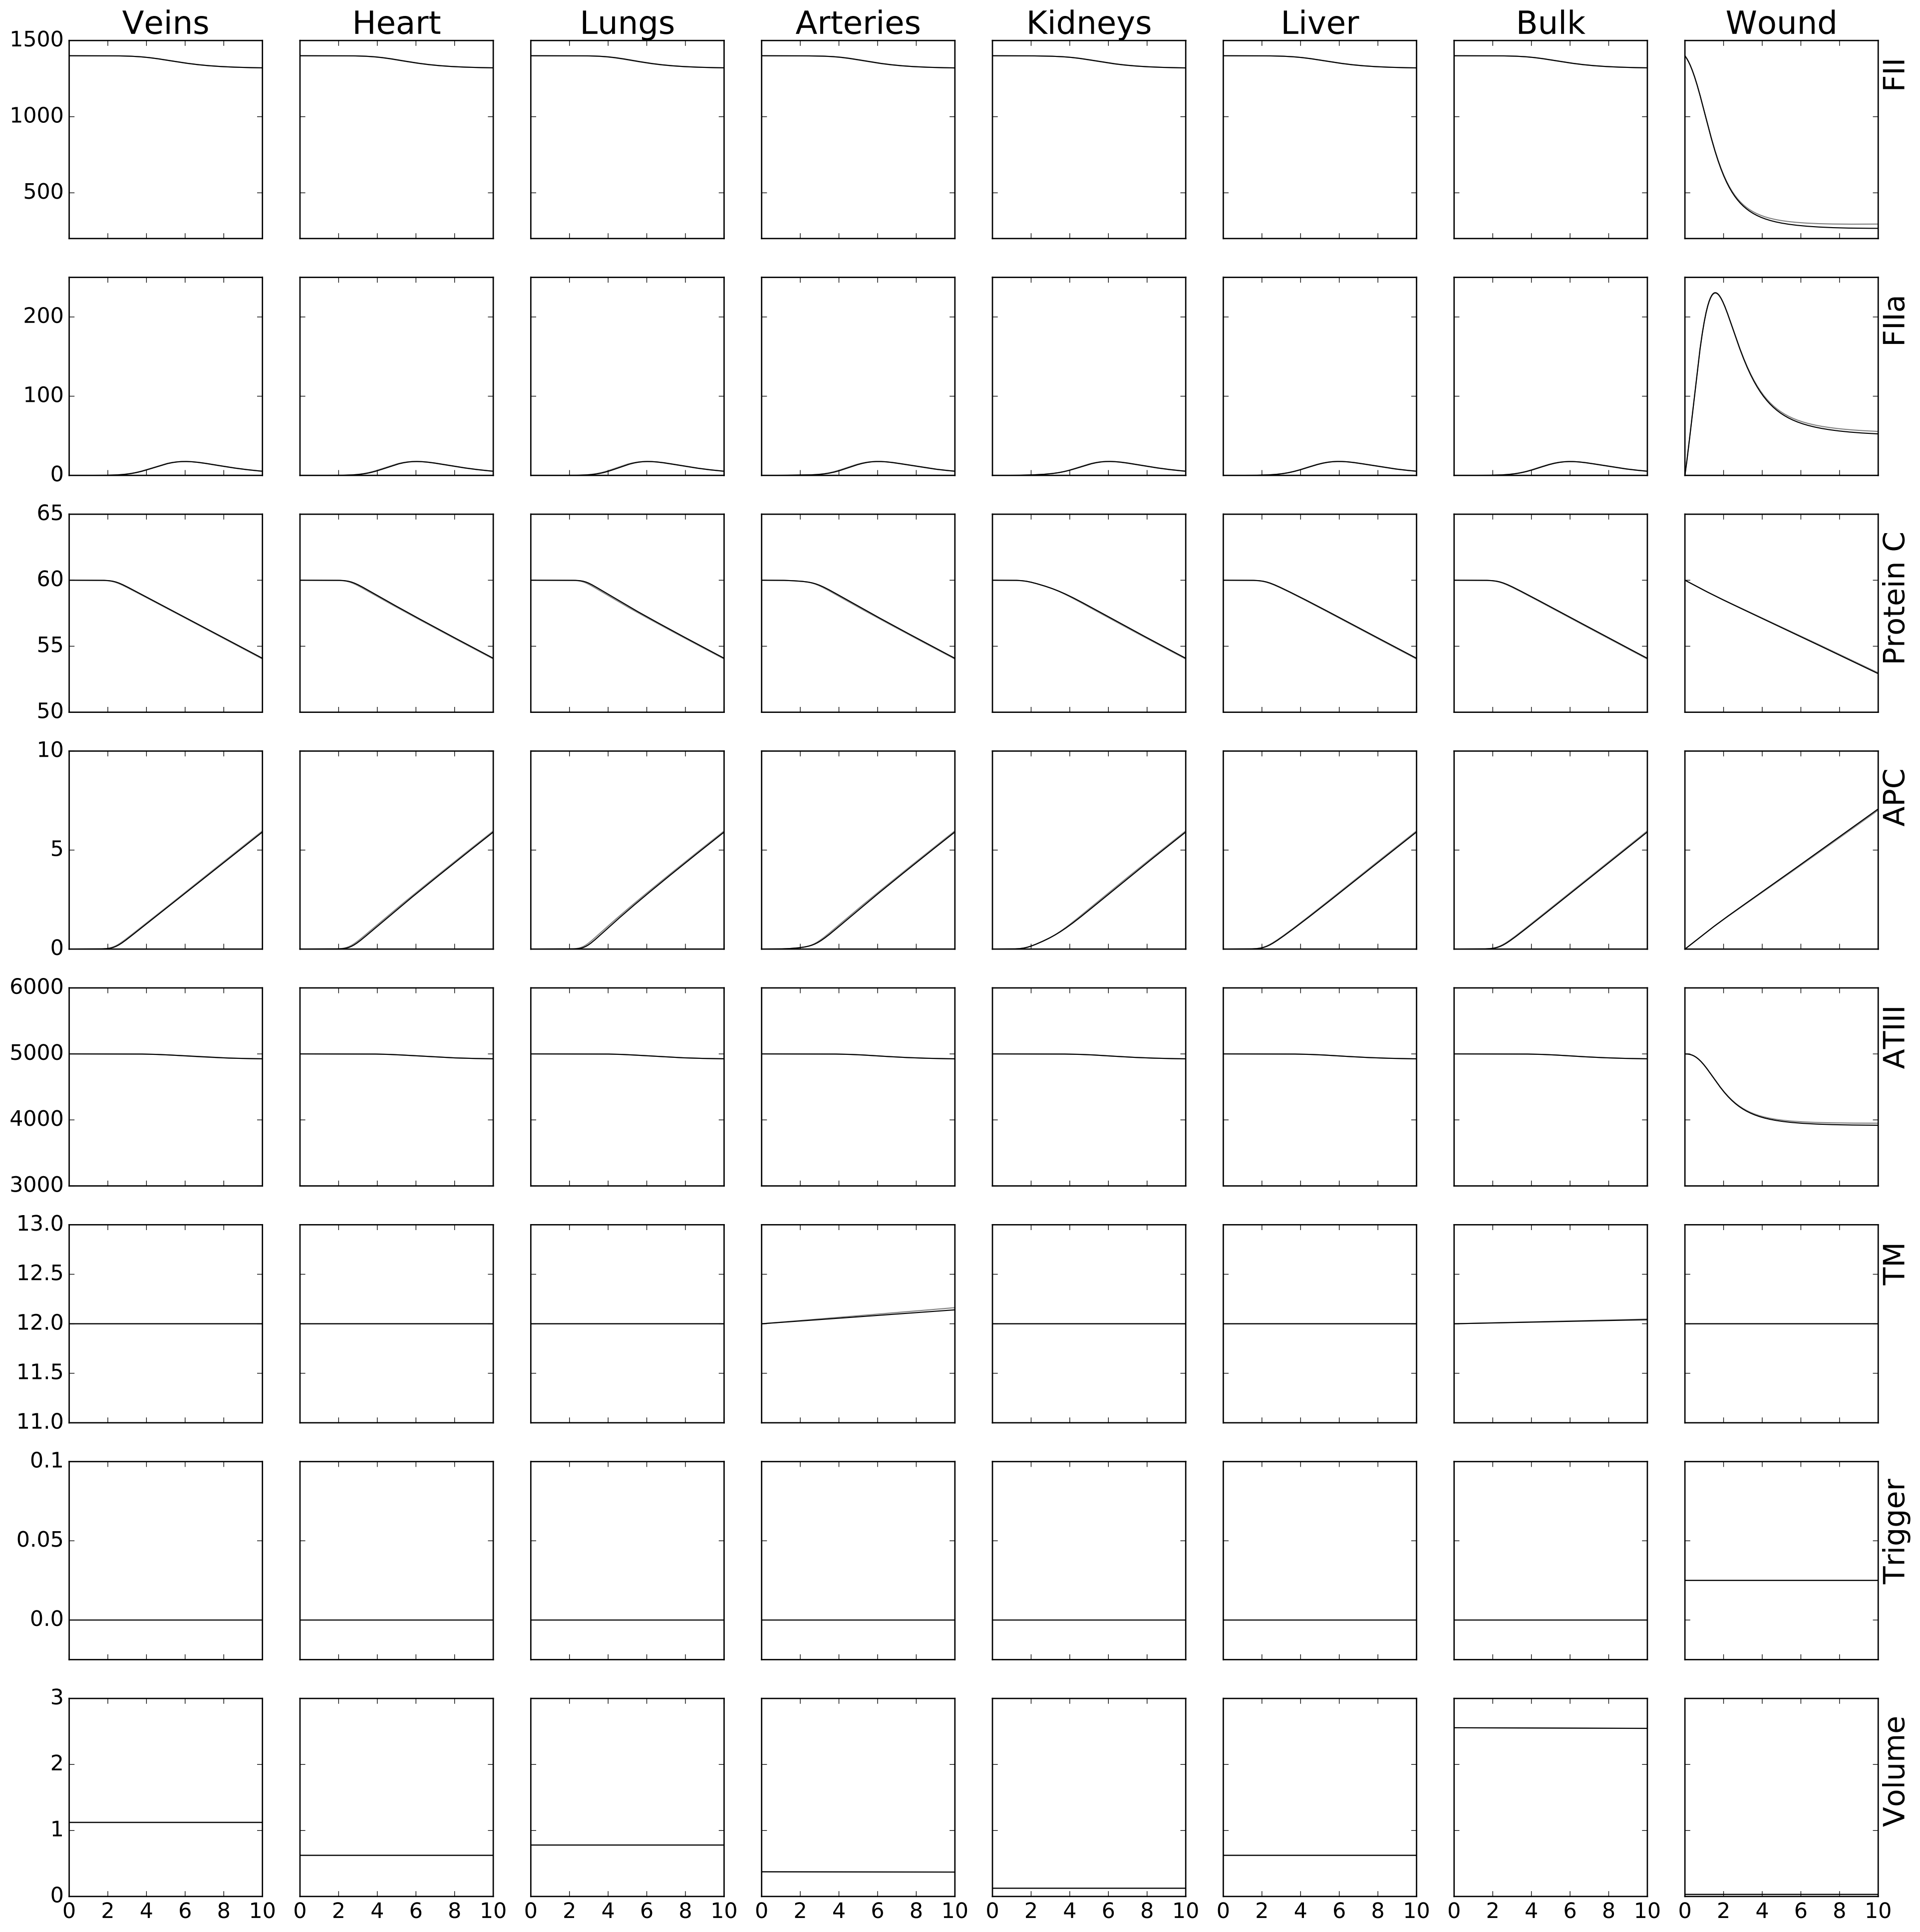 Veins Heart Lungs Arteries Kidneys Liver Bulk Wound
1500
1000
500
FII
200
100
0
FIIa
65
60
55
50
Protein C
10
5
0
APC
6000
5000
4000
3000
ATIII
13.0
12.5
12.0
11.5
11.0
TM
0.1
0.05
0.0
Trigger
3
2
1
0
Volume
0 2 4 6 8 10 0 2 4 6 8 10 0 2 4 6 8 10 0 2 4 6 8 10 0 2 4 6 8 10 0 2 4 6 8 10 0 2 4 6 8 10 0 2 4 6 8 10